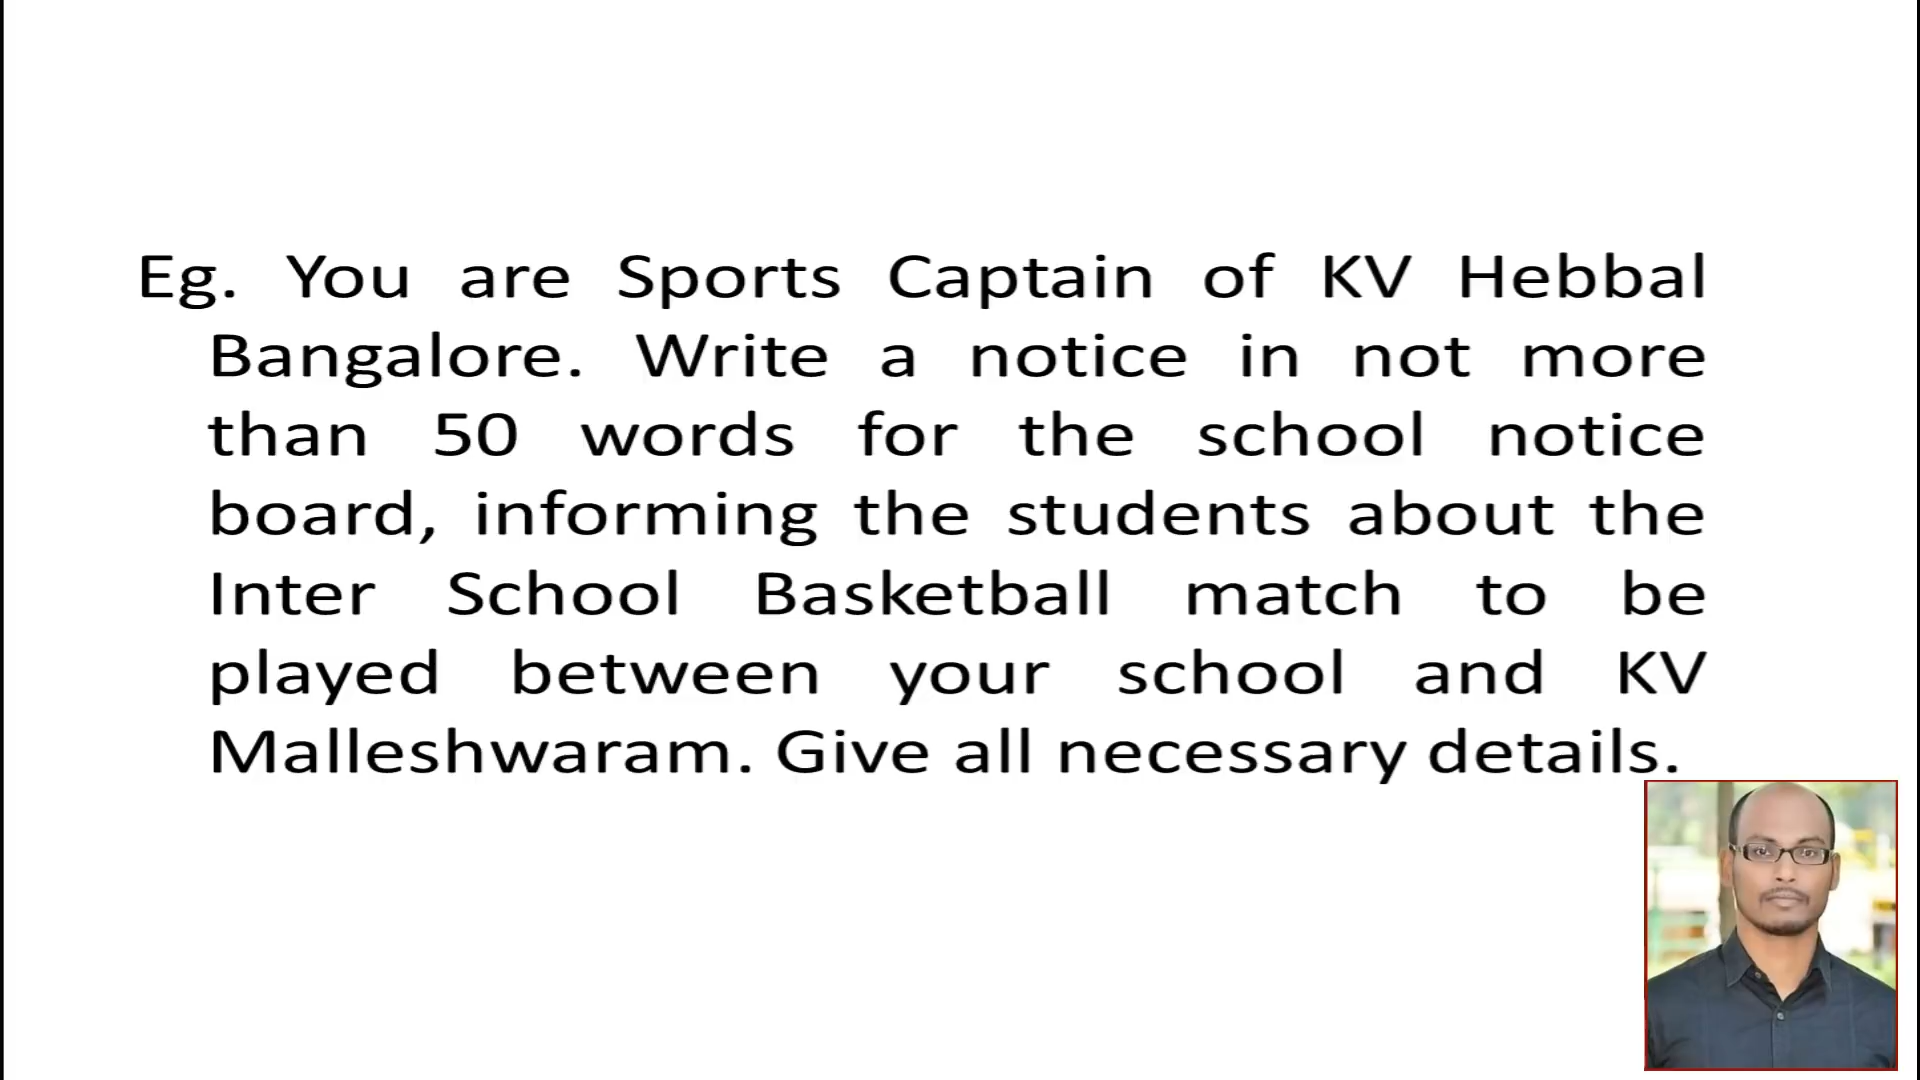 Eg. You are Sports Captain of KV Hebbal
Bangalore. Write a notice in not more
than 50 words for the school notice
board, informing the students about the
Inter School Basketball match to be
played between your school and KV
Malleshwaram. Give all necessary details.